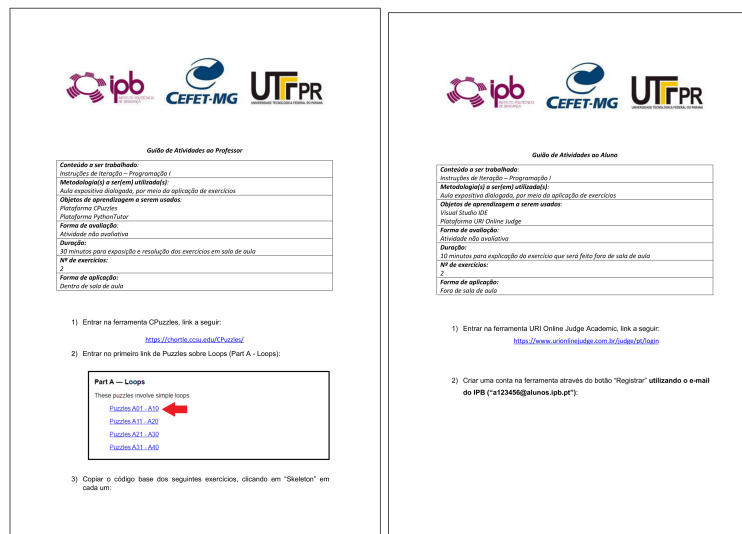 ipb
INSTITUTO POLITÉCNICO
DE BRAGANÇA
CEFET-MG
UTFPR
UNIVERSIDADE TECNOLÓGICA FEDERAL DO PARANÁ
Guião de Atividades ao Professor
Conteúdo a ser trabalhado:
Instruções de Iteração – Programação I
Metodologia(s) a ser(em) utilizada(s):
Aula expositiva dialogada, por meio da aplicação de exercícios
Objetos de aprendizagem a serem usados:
Plataforma CPuzzles
Plataforma PythonTutor
Forma de avaliação:
Atividade não avaliativa
Duração:
30 minutos para exposição e resolução dos exercícios em sala de aula
Nº de exercícios:
2
Forma de aplicação:
Dentro de sala de aula
1) Entrar na ferramenta CPuzzles, link a seguir:
https://chortle.ccsu.edu/CPuzzles/
2) Entrar no primeiro link de Puzzles sobre Loops (Part A - Loops):
Part A — Loops
These puzzles involve simple loops.
Puzzles A01 - A10
Puzzles A11 - A20
Puzzles A21 - A30
Puzzles A31 - A40
3) Copiar o código base dos seguintes exercícios, clicando em “Skeleton” em
cada um:
ipb
INSTITUTO POLITÉCNICO
DE BRAGANÇA
CEFET-MG
UTFPR
UNIVERSIDADE TECNOLÓGICA FEDERAL DO PARANÁ
Guião de Atividades ao Aluno
Conteúdo a ser trabalhado:
Instruções de Iteração – Programação I
Metodologia(s) a ser(em) utilizada(s):
Aula expositiva dialogada, por meio da aplicação de exercícios
Objetos de aprendizagem a serem usados:
Visual Studio IDE
Plataforma URI Online Judge
Forma de avaliação:
Atividade não avaliativa
Duração:
10 minutos para explicação do exercício que será feito fora de sala de aula
Nº de exercícios:
2
Forma de aplicação:
Fora de sala de aula
1) Entrar na ferramenta URI Online Judge Academic, link a seguir:
https://www.urionlinejudge.com.br/judge/pt/login
2) Criar uma conta na ferramenta através do botão “Registrar” utilizando o e-mail
do IPB (“a123456@alunos.ipb.pt”):